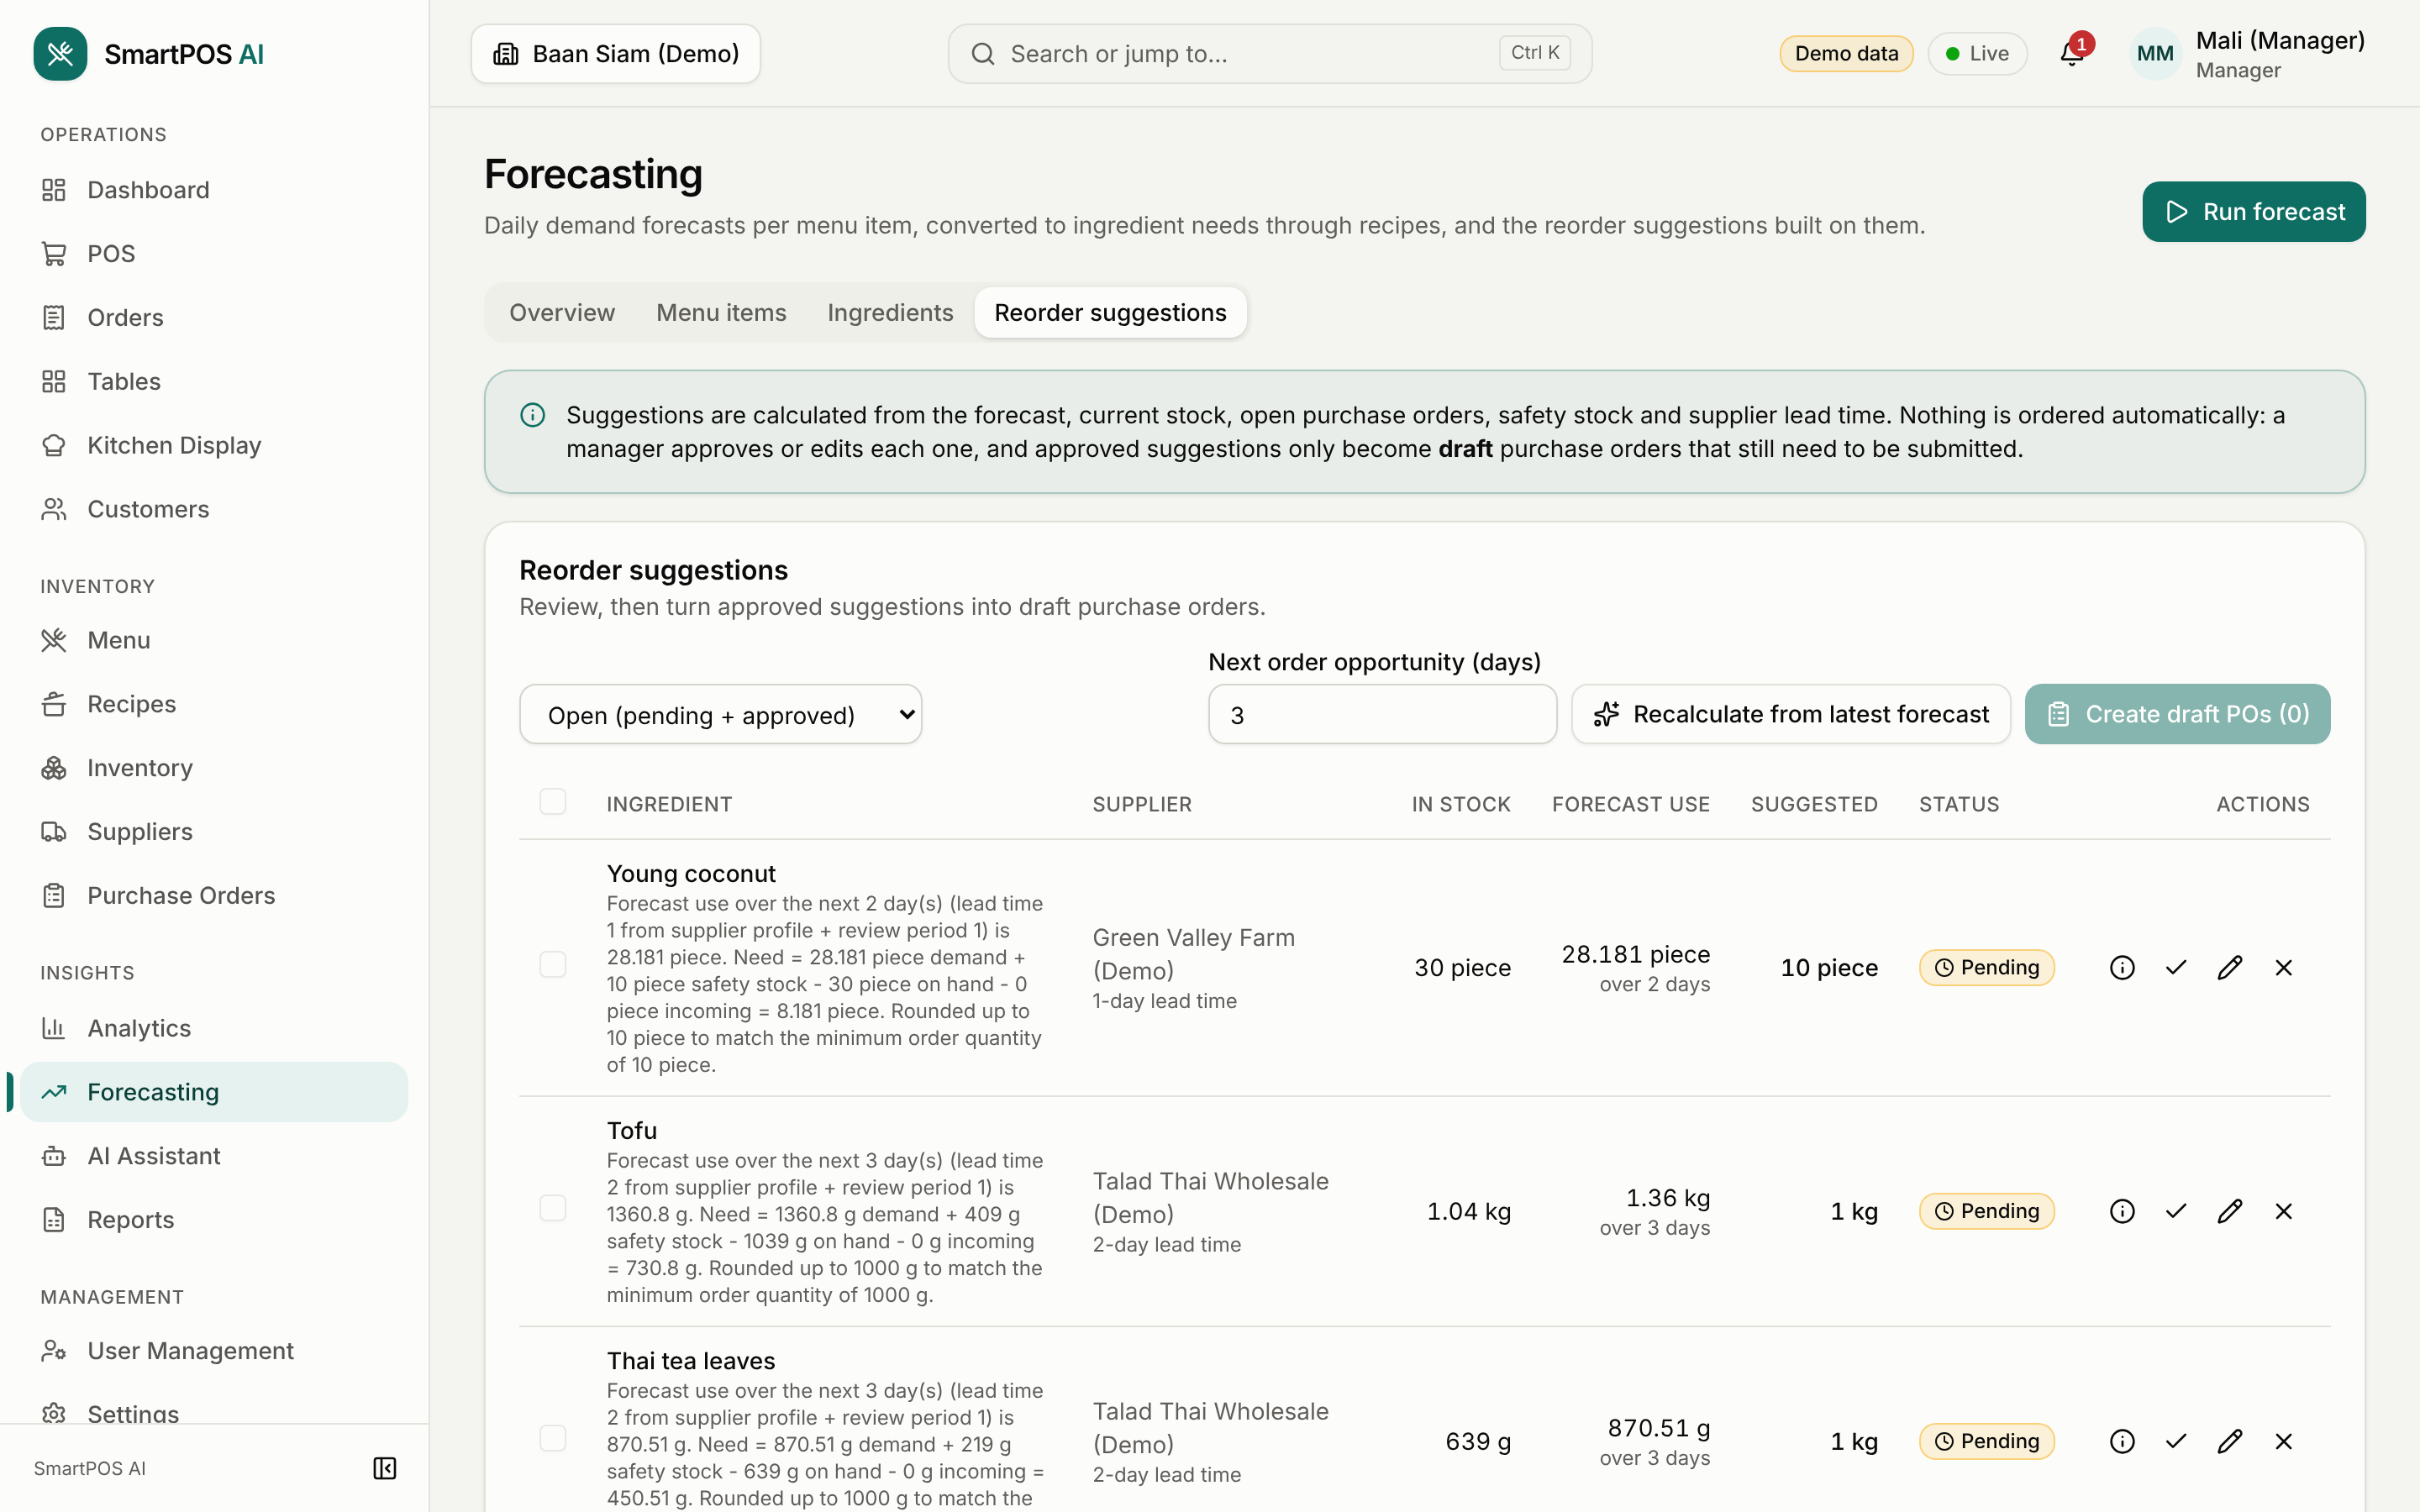 SmartPOS AI
OPERATIONS
Dashboard
POS
Orders
Tables
Kitchen Display
Customers
INVENTORY
Menu
Recipes
Inventory
Suppliers
Purchase Orders
INSIGHTS
Analytics
Forecasting
AI Assistant
Reports
MANAGEMENT
User Management
Settings
SmartPOS AI
Baan Siam (Demo)
Search or jump to...
Ctrl K
Demo data
Live
1
MM
Mali (Manager)
Manager
Forecasting
Daily demand forecasts per menu item, converted to ingredient needs through recipes, and the reorder suggestions built on them.
Run forecast
Overview
Menu items
Ingredients
Reorder suggestions
Suggestions are calculated from the forecast, current stock, open purchase orders, safety stock and supplier lead time. Nothing is ordered automatically: a
manager approves or edits each one, and approved suggestions only become draft purchase orders that still need to be submitted.
Reorder suggestions
Review, then turn approved suggestions into draft purchase orders.
Open (pending + approved)
Next order opportunity (days)
3
Recalculate from latest forecast
Create draft POs (0)
INGREDIENT SUPPLIER IN STOCK FORECAST USE SUGGESTED STATUS ACTIONS
Young coconut
Forecast use over the next 2 day(s) (lead time
1 from supplier profile + review period 1) is
28.181 piece. Need = 28.181 piece demand +
10 piece safety stock - 30 piece on hand - 0
piece incoming = 8.181 piece. Rounded up to
10 piece to match the minimum order quantity
of 10 piece.
Green Valley Farm
(Demo)
1-day lead time
30 piece
28.181 piece
over 2 days
10 piece
Pending
Tofu
Forecast use over the next 3 day(s) (lead time
2 from supplier profile + review period 1) is
1360.8 g. Need = 1360.8 g demand + 409 g
safety stock - 1039 g on hand - 0 g incoming
= 730.8 g. Rounded up to 1000 g to match the
minimum order quantity of 1000 g.
Talad Thai Wholesale
(Demo)
2-day lead time
1.04 kg
1.36 kg
over 3 days
1 kg
Pending
Thai tea leaves
Forecast use over the next 3 day(s) (lead time
2 from supplier profile + review period 1) is
870.51 g. Need = 870.51 g demand + 219 g
safety stock - 639 g on hand - 0 g incoming =
450.51 g. Rounded up to 1000 g to match the
Talad Thai Wholesale
(Demo)
2-day lead time
639 g
870.51 g
over 3 days
1 kg
Pending